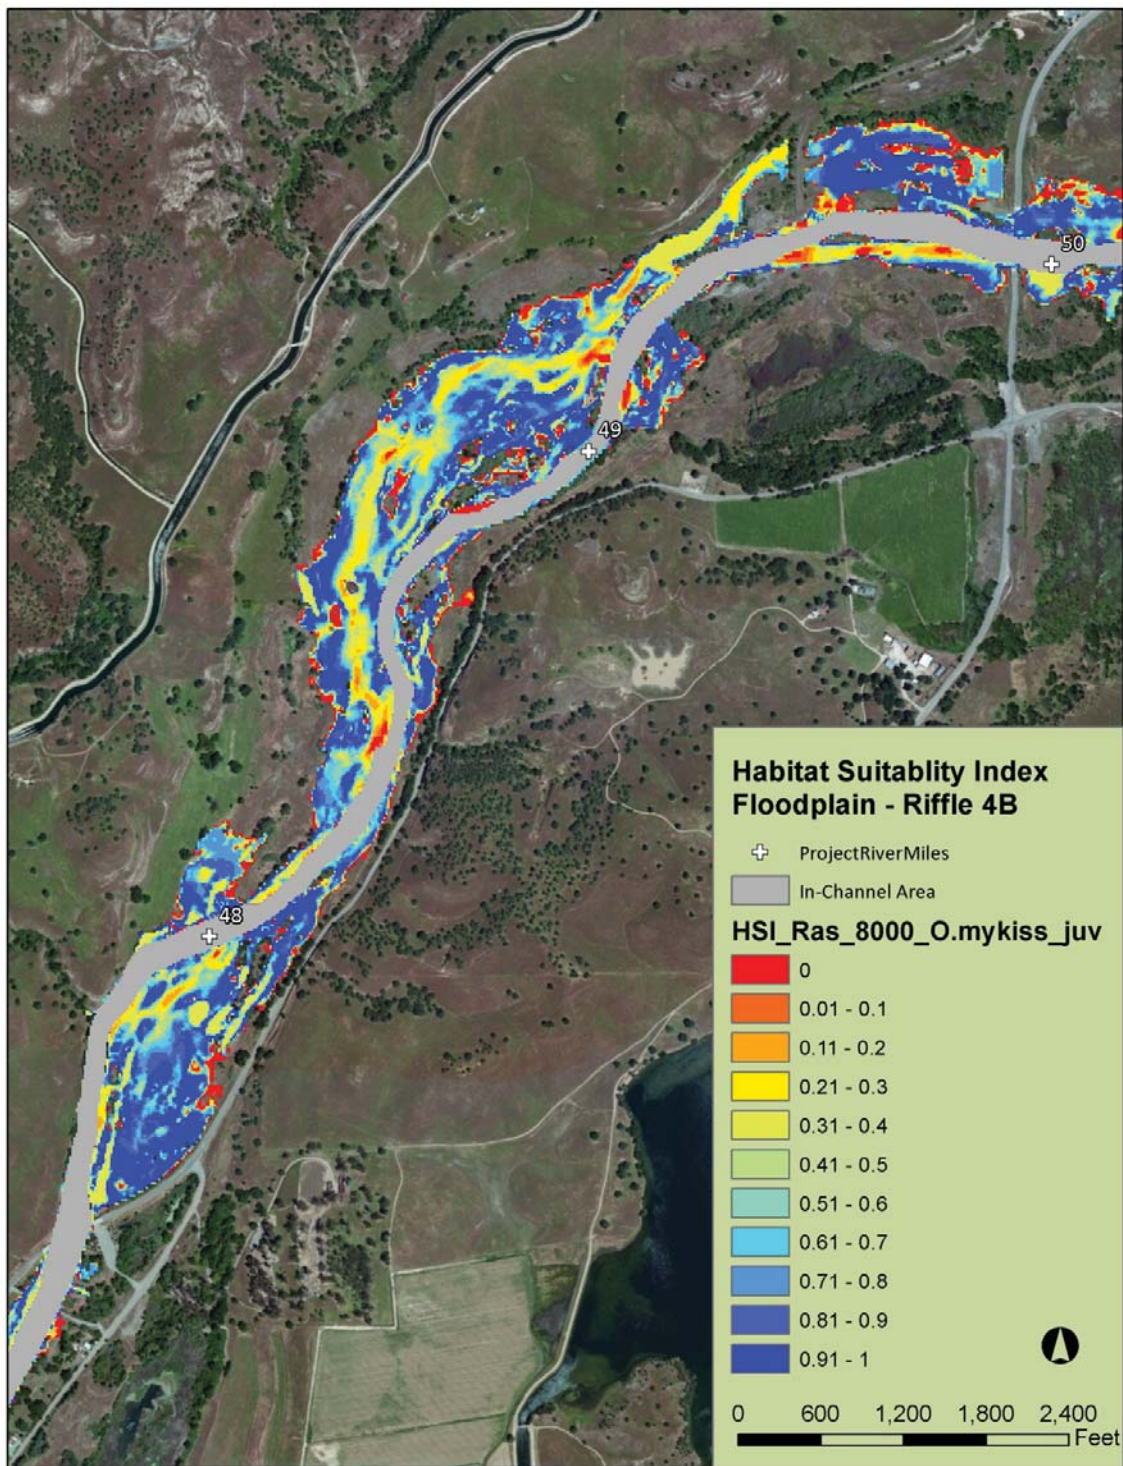 50
49
48
Habitat Suitablity Index
Floodplain - Riffle 4B
ProjectRiverMiles
In-Channel Area
HSI_Ras_8000_O.mykiss_juv
0
0.01 - 0.1
0.11 - 0.2
0.21 - 0.3
0.31 - 0.4
0.41 - 0.5
0.51 - 0.6
0.61 - 0.7
0.71 - 0.8
0.81 - 0.9
0.91 - 1
0 600 1,200 1,800 2,400
Feet